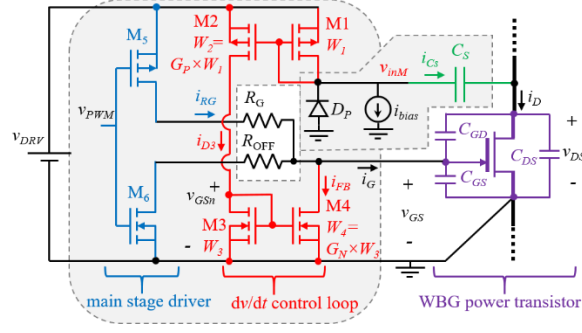 M2
W2=
GP×W1
M1
W1
M5
vPWM
vDRV
iRG
RG
ROFF
iD3
vGSn
M3
W3
M4
W4=
GN×W3
iFB
iG
M6
vinM
iCs
CS
DP
ibias
iD
CGD
CGS
CDS
+
vDS
-
+
vGS
-
-
main stage driver
dv/dt control loop
WBG power transistor